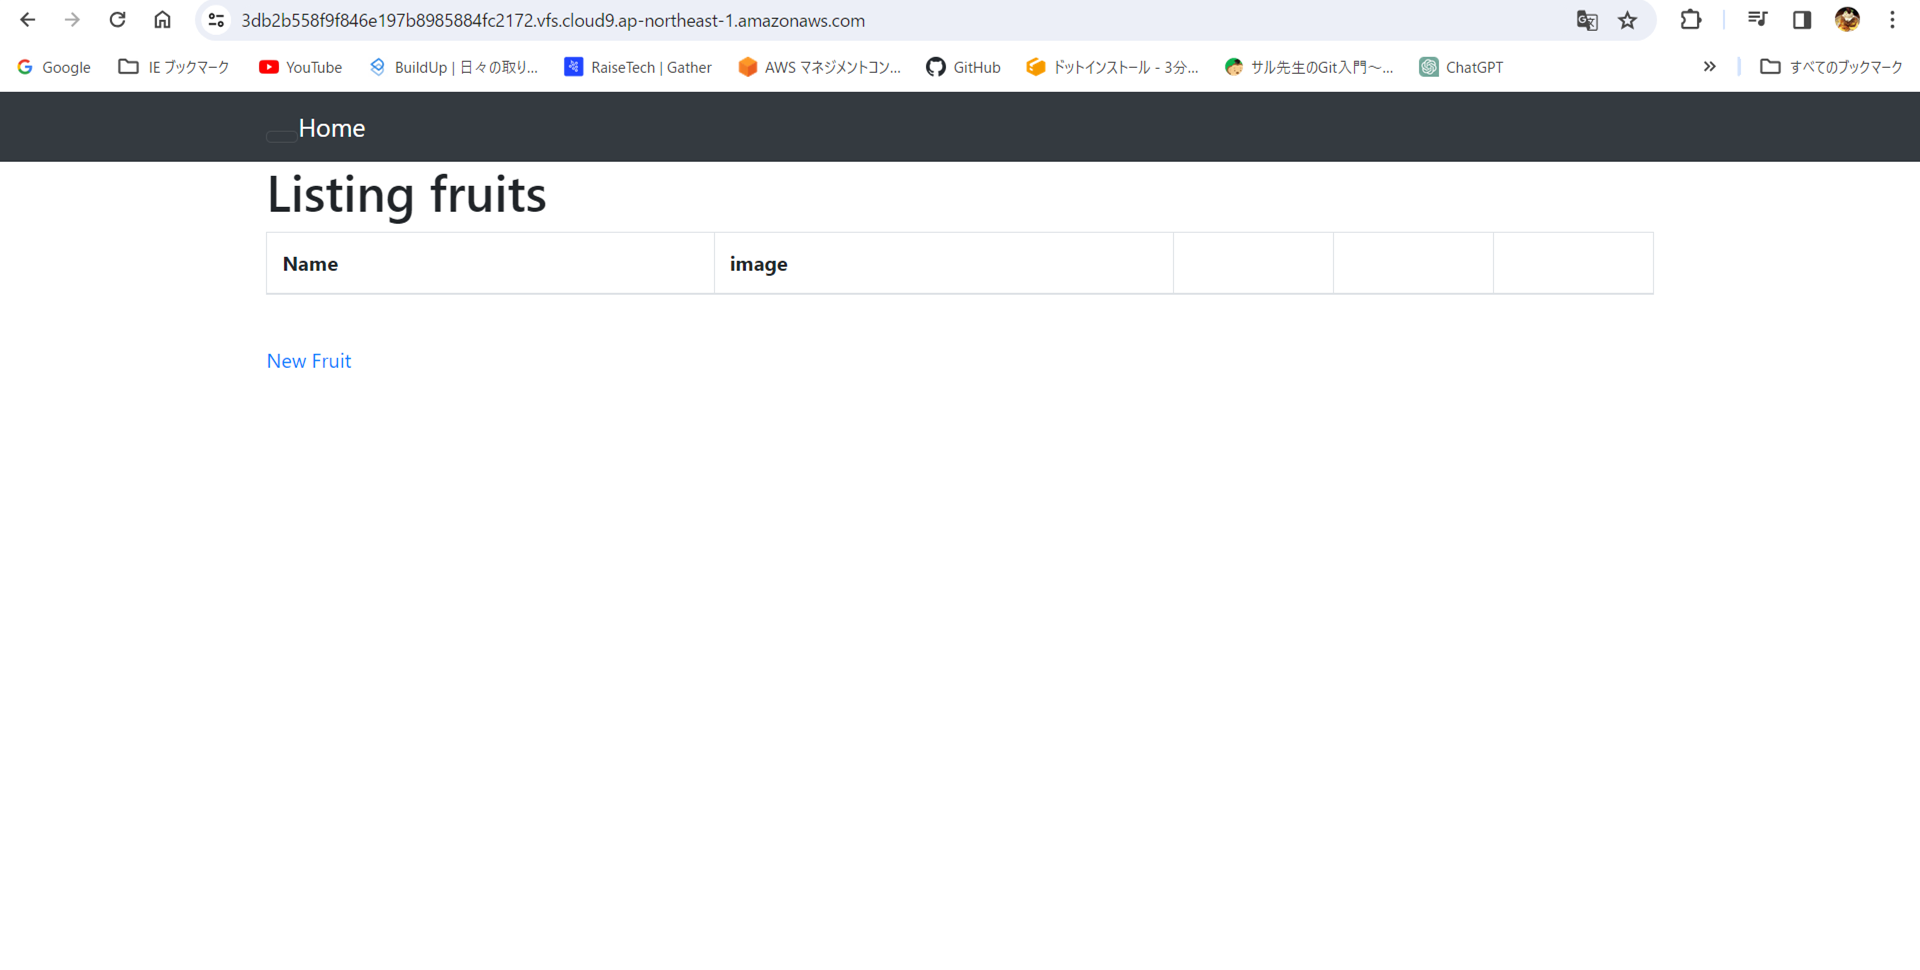 3db2b558f9f846e197b8985884fc2172.vfs.cloud9.ap-northeast-1.amazonaws.com
Google IE ブックマーク YouTube BuildUp | 日々の取り... RaiseTech | Gather AWS マネジメントコン... GitHub ドットインストール - 3分... サル先生のGit入門〜... ChatGPT » すべてのブックマーク
Home
Listing fruits
Name image
New Fruit